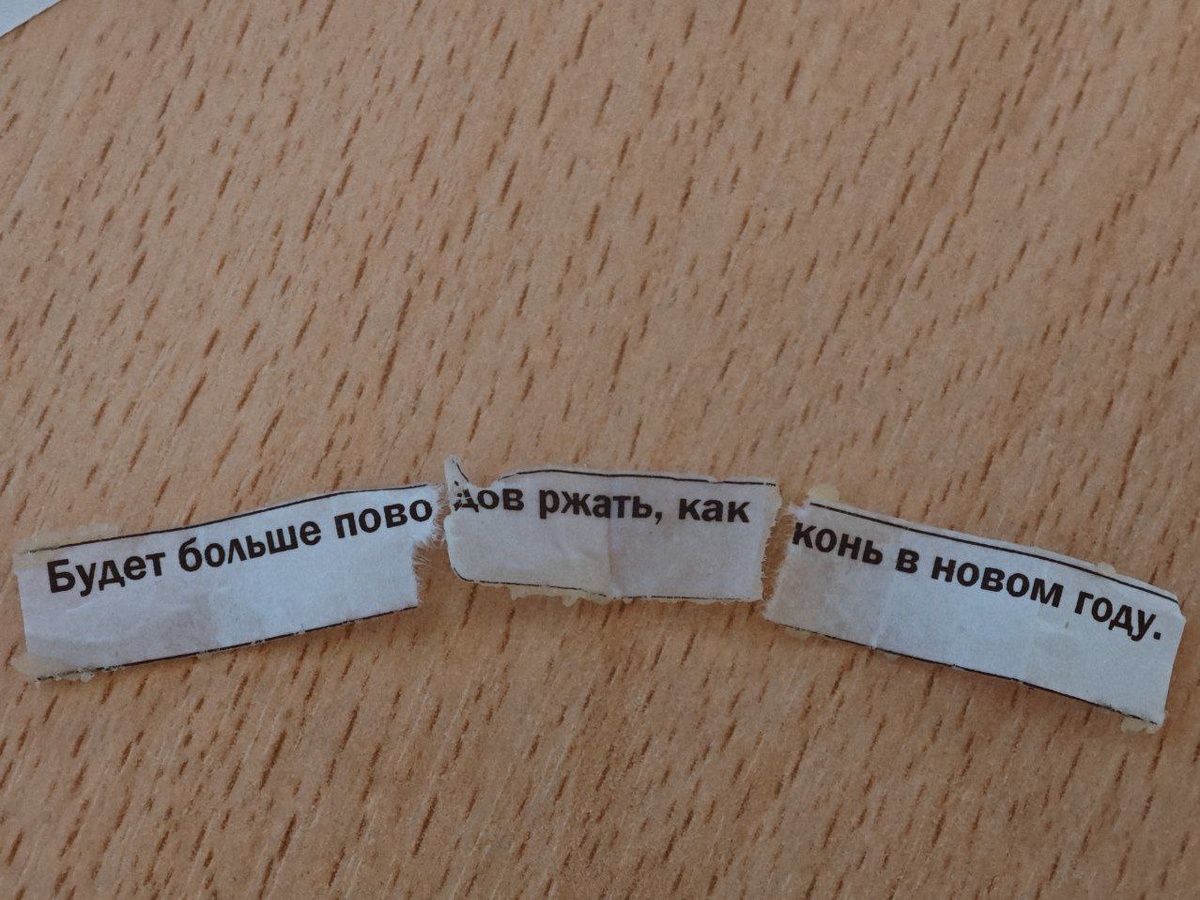 Будет больше поводов ржать, как конь в новом году.